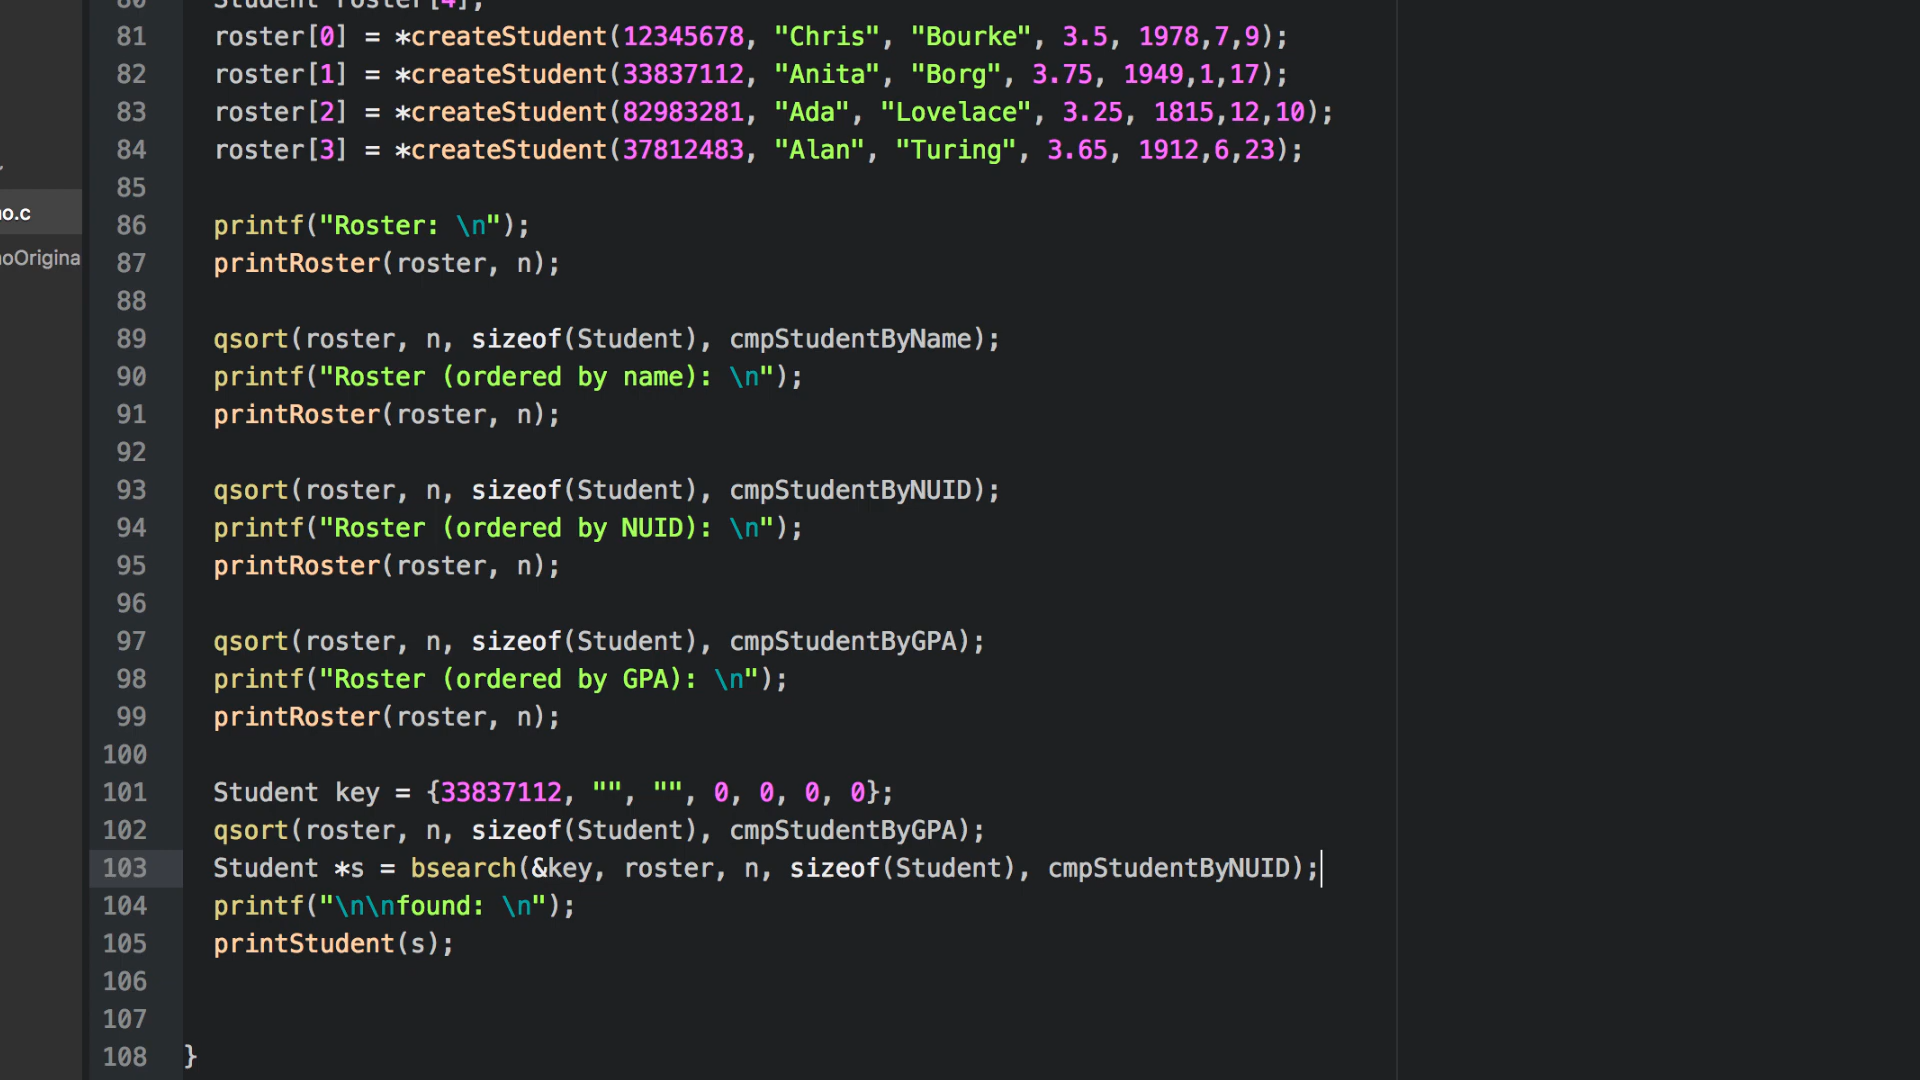 80 Student roster[4];
81 roster[0] = *createStudent(12345678, "Chris", "Bourke", 3.5, 1978,7,9);
82 roster[1] = *createStudent(33837112, "Anita", "Borg", 3.75, 1949,1,17);
83 roster[2] = *createStudent(82983281, "Ada", "Lovelace", 3.25, 1815,12,10);
84 roster[3] = *createStudent(37812483, "Alan", "Turing", 3.65, 1912,6,23);
85
no.c
86 printf("Roster: \n");
noOrigina
87 printRoster(roster, n);
88
89 qsort(roster, n, sizeof(Student), cmpStudentByName);
90 printf("Roster (ordered by name): \n");
91 printRoster(roster, n);
92
93 qsort(roster, n, sizeof(Student), cmpStudentByNUID);
94 printf("Roster (ordered by NUID): \n");
95 printRoster(roster, n);
96
97 qsort(roster, n, sizeof(Student), cmpStudentByGPA);
98 printf("Roster (ordered by GPA): \n");
99 printRoster(roster, n);
100
101 Student key = {33837112, "", "", 0, 0, 0, 0};
102 qsort(roster, n, sizeof(Student), cmpStudentByGPA);
103 Student *s = bsearch(&key, roster, n, sizeof(Student), cmpStudentByNUID);
104 printf("\n\nfound: \n");
105 printStudent(s);
106
107
108 }